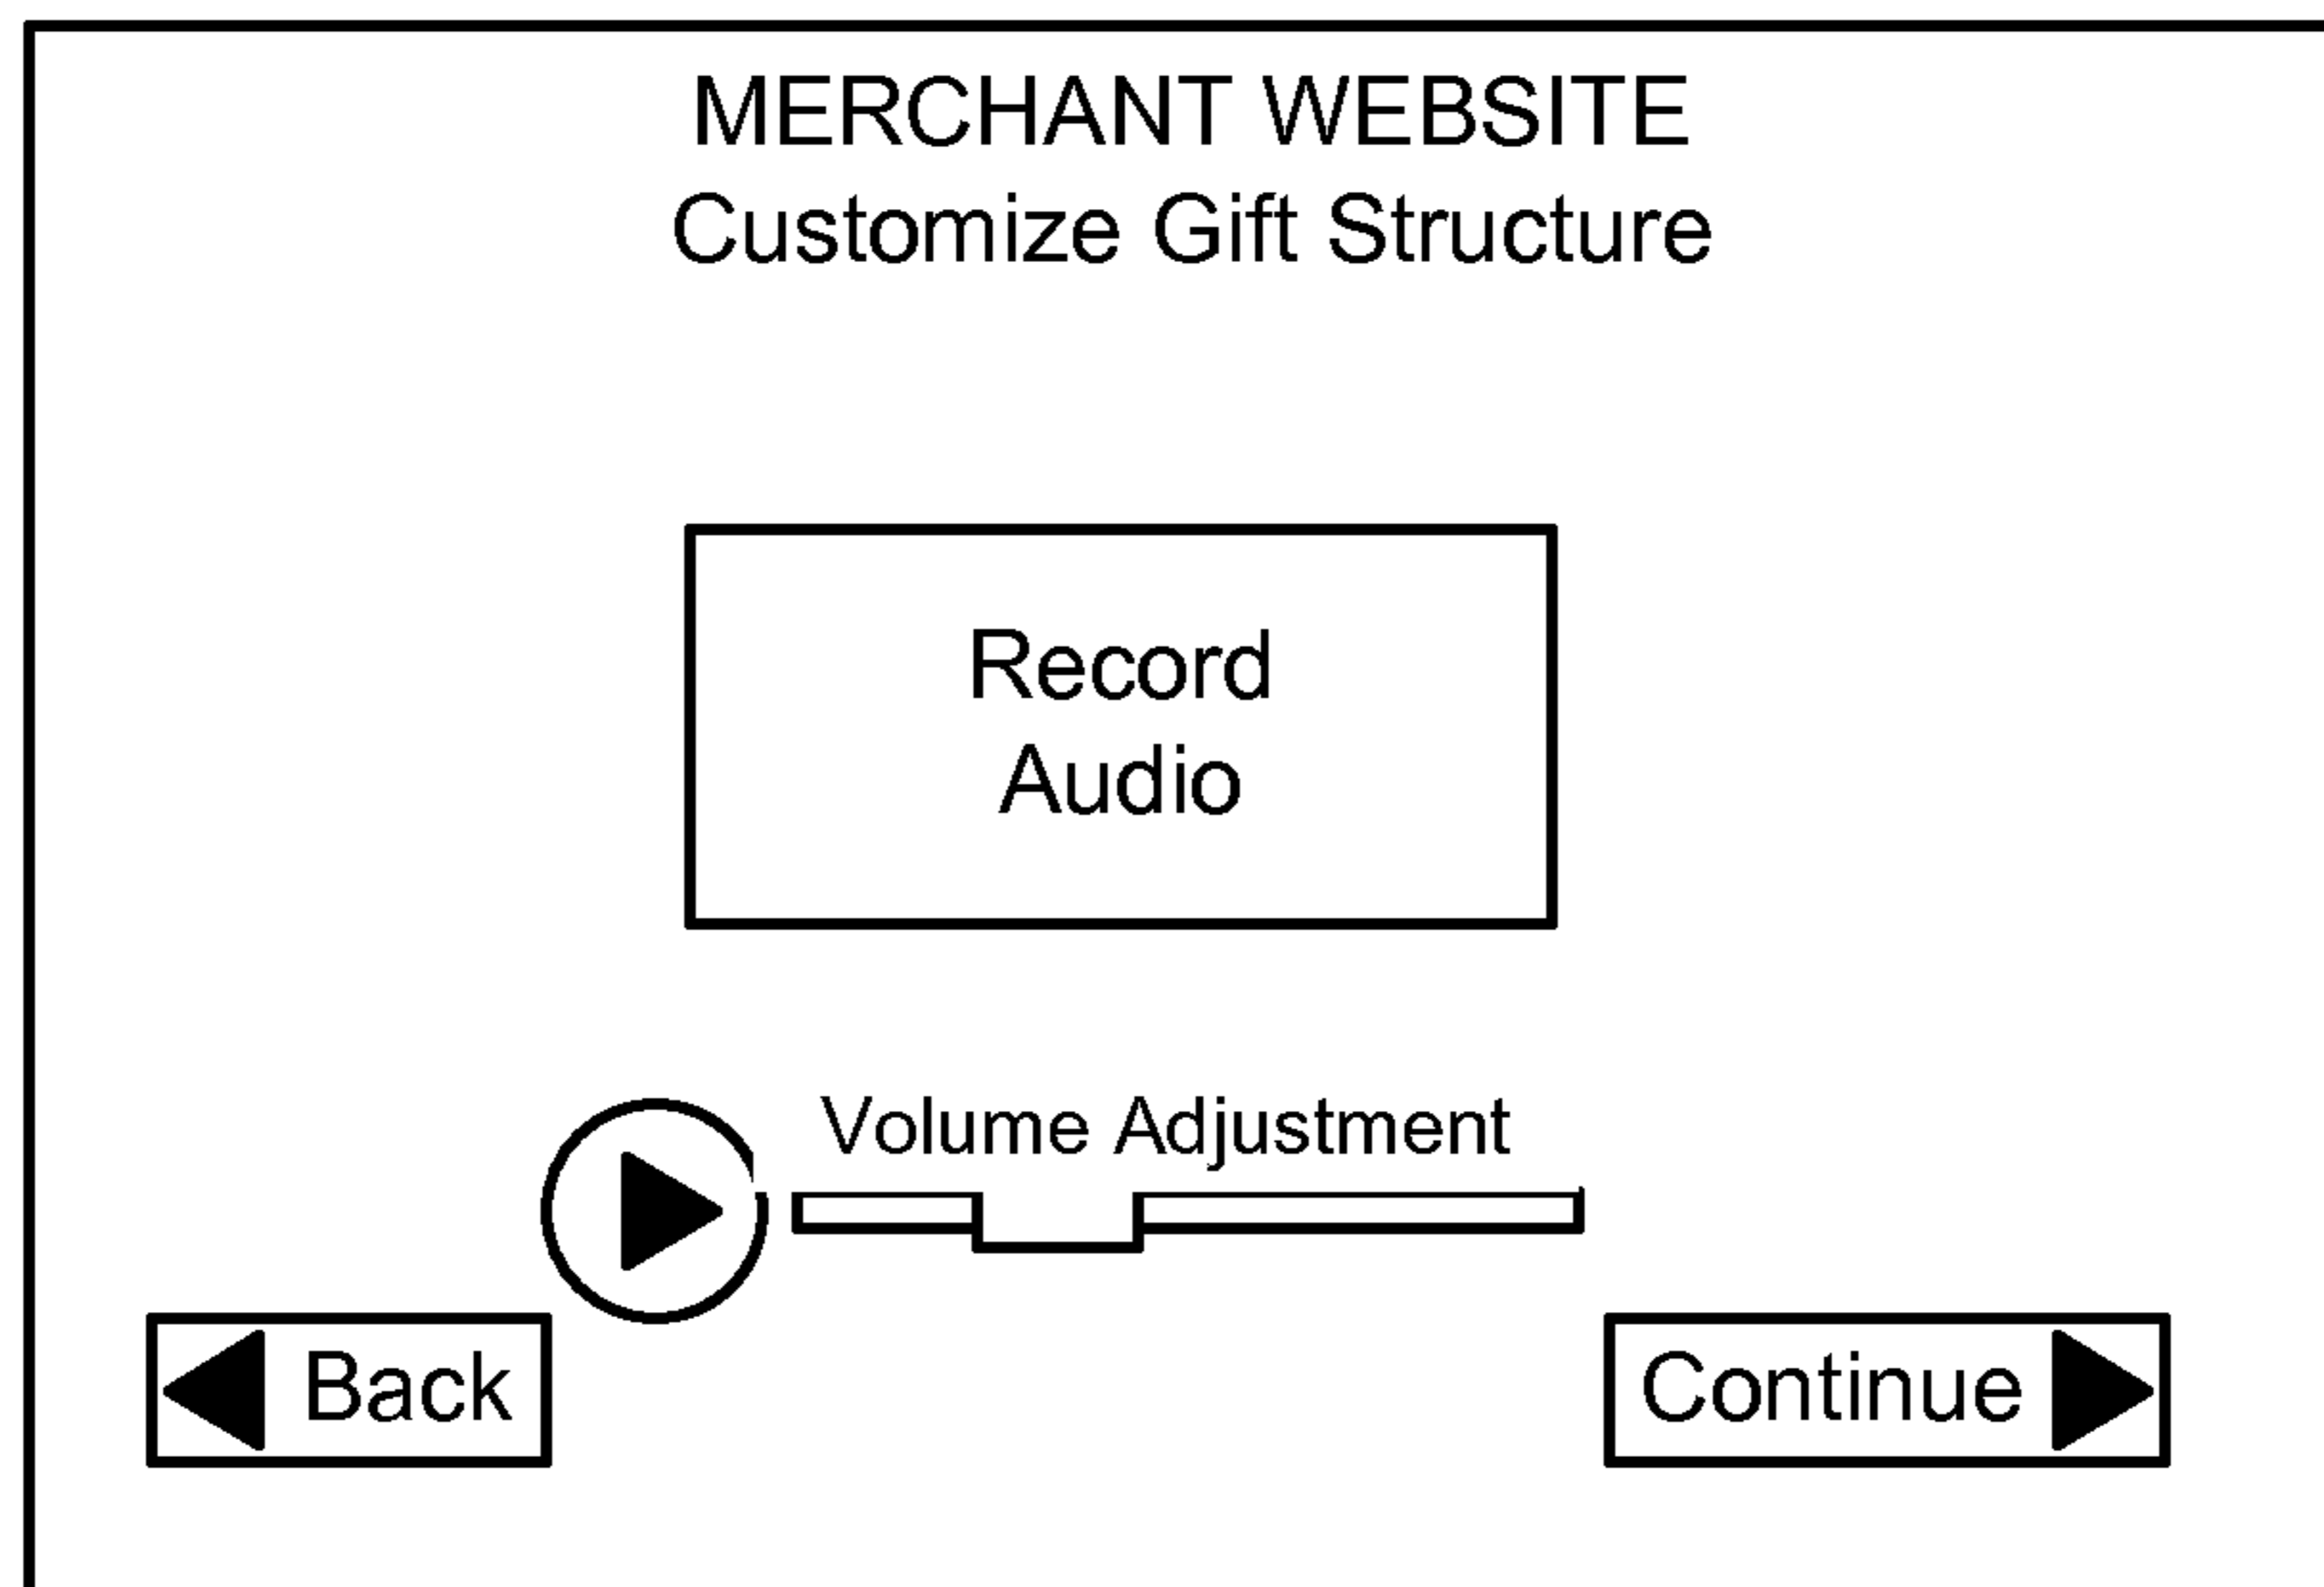 MERCHANT WEBSITE
Customize Gift Structure
Record
Audio
Volume Adjustment
Back
Continue